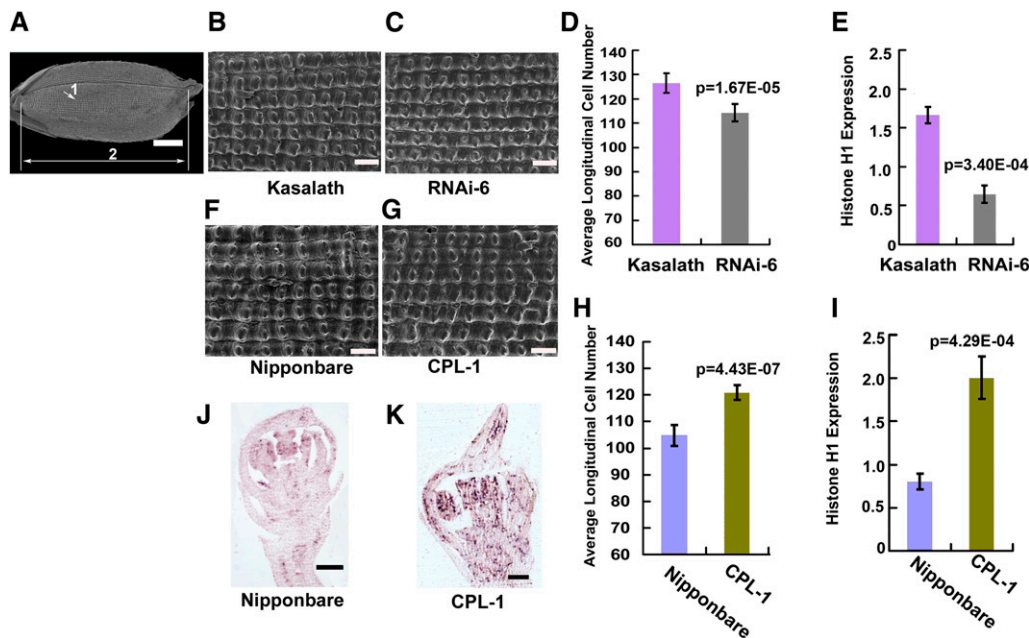 A
1
2
B
Kasalath
C
RNAi-6
D
Average Longitudinal Cell Number
130
120
110
100
90
80
70
60
p=1.67E-05
Kasalath RNAi-6
E
Histone H1 Expression
2.5
2.0
1.5
1.0
0.5
0
p=3.40E-04
Kasalath RNAi-6
F
Nipponbare
G
CPL-1
H
Average Longitudinal Cell Number
140
130
120
110
100
90
80
70
60
p=4.43E-07
Nipponbare
CPL-1
I
Histone H1 Expression
2.5
2.0
1.5
1.0
0.5
0
p=4.29E-04
Nipponbare
CPL-1
J
Nipponbare
K
CPL-1